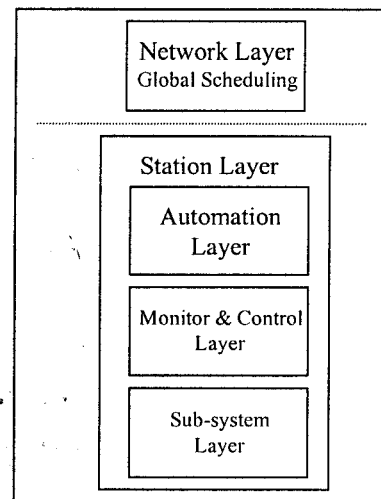 Network Layer
Global Scheduling
Station Layer
Automation
Layer
Monitor & Control
Layer
Sub-system
Layer